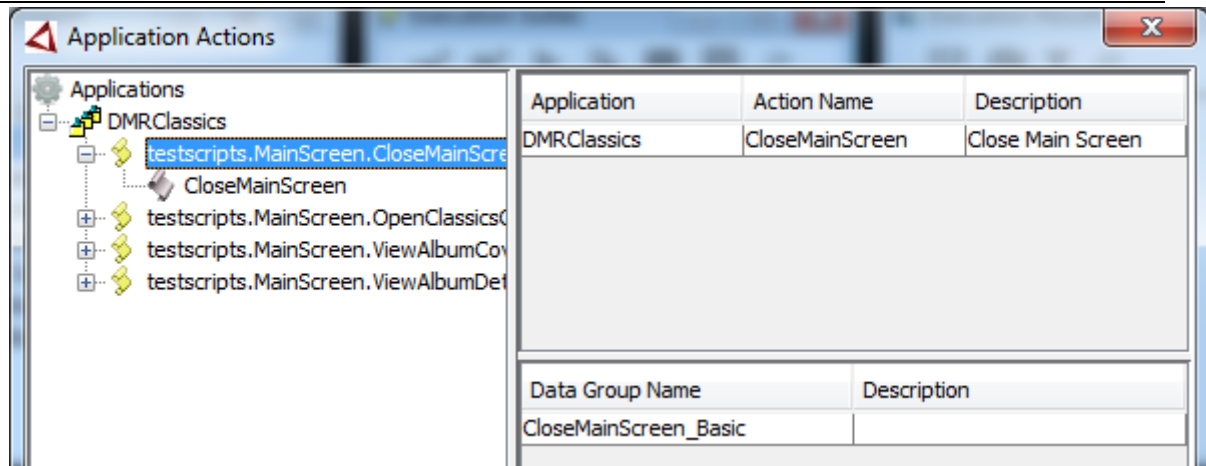 Application Actions
X
Applications
DMRClassics
testscripts.MainScreen.CloseMainScre
CloseMainScreen
testscripts.MainScreen.OpenClassicsC
testscripts.MainScreen.ViewAlbumCov
testscripts.MainScreen.ViewAlbumDet
Application Action Name Description
DMRClassics CloseMainScreen Close Main Screen
Data Group Name Description
CloseMainScreen_Basic